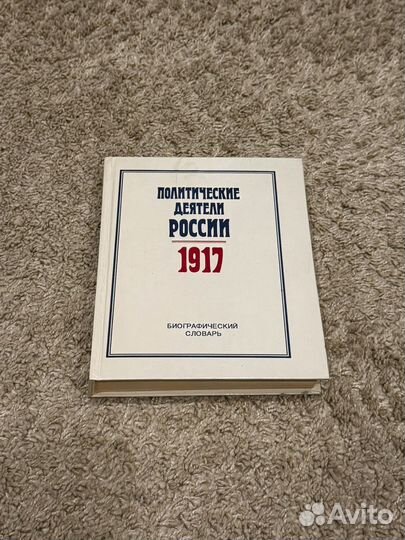 ПОЛИТИЧЕСКИЕ
ДЕЯТЕЛИ
РОССИИ
1917
БИОГРАФИЧЕСКИЙ
СЛОВАРЬ
Avito